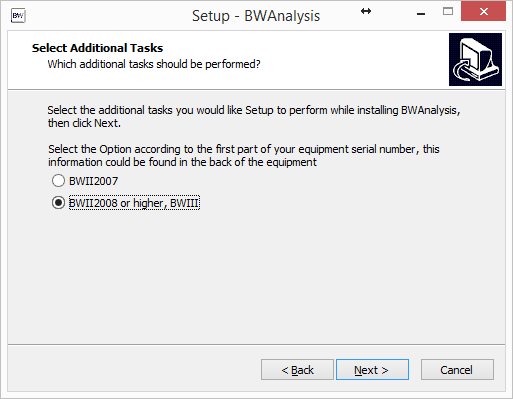 BW
Setup - BWAnalysis
Select Additional Tasks
Which additional tasks should be performed?
Select the additional tasks you would like Setup to perform while installing BWAnalysis,
then click Next.
Select the Option according to the first part of your equipment serial number, this
information could be found in the back of the equipment
BWII2007
BWII2008 or higher, BWIII
< Back
Next >
Cancel